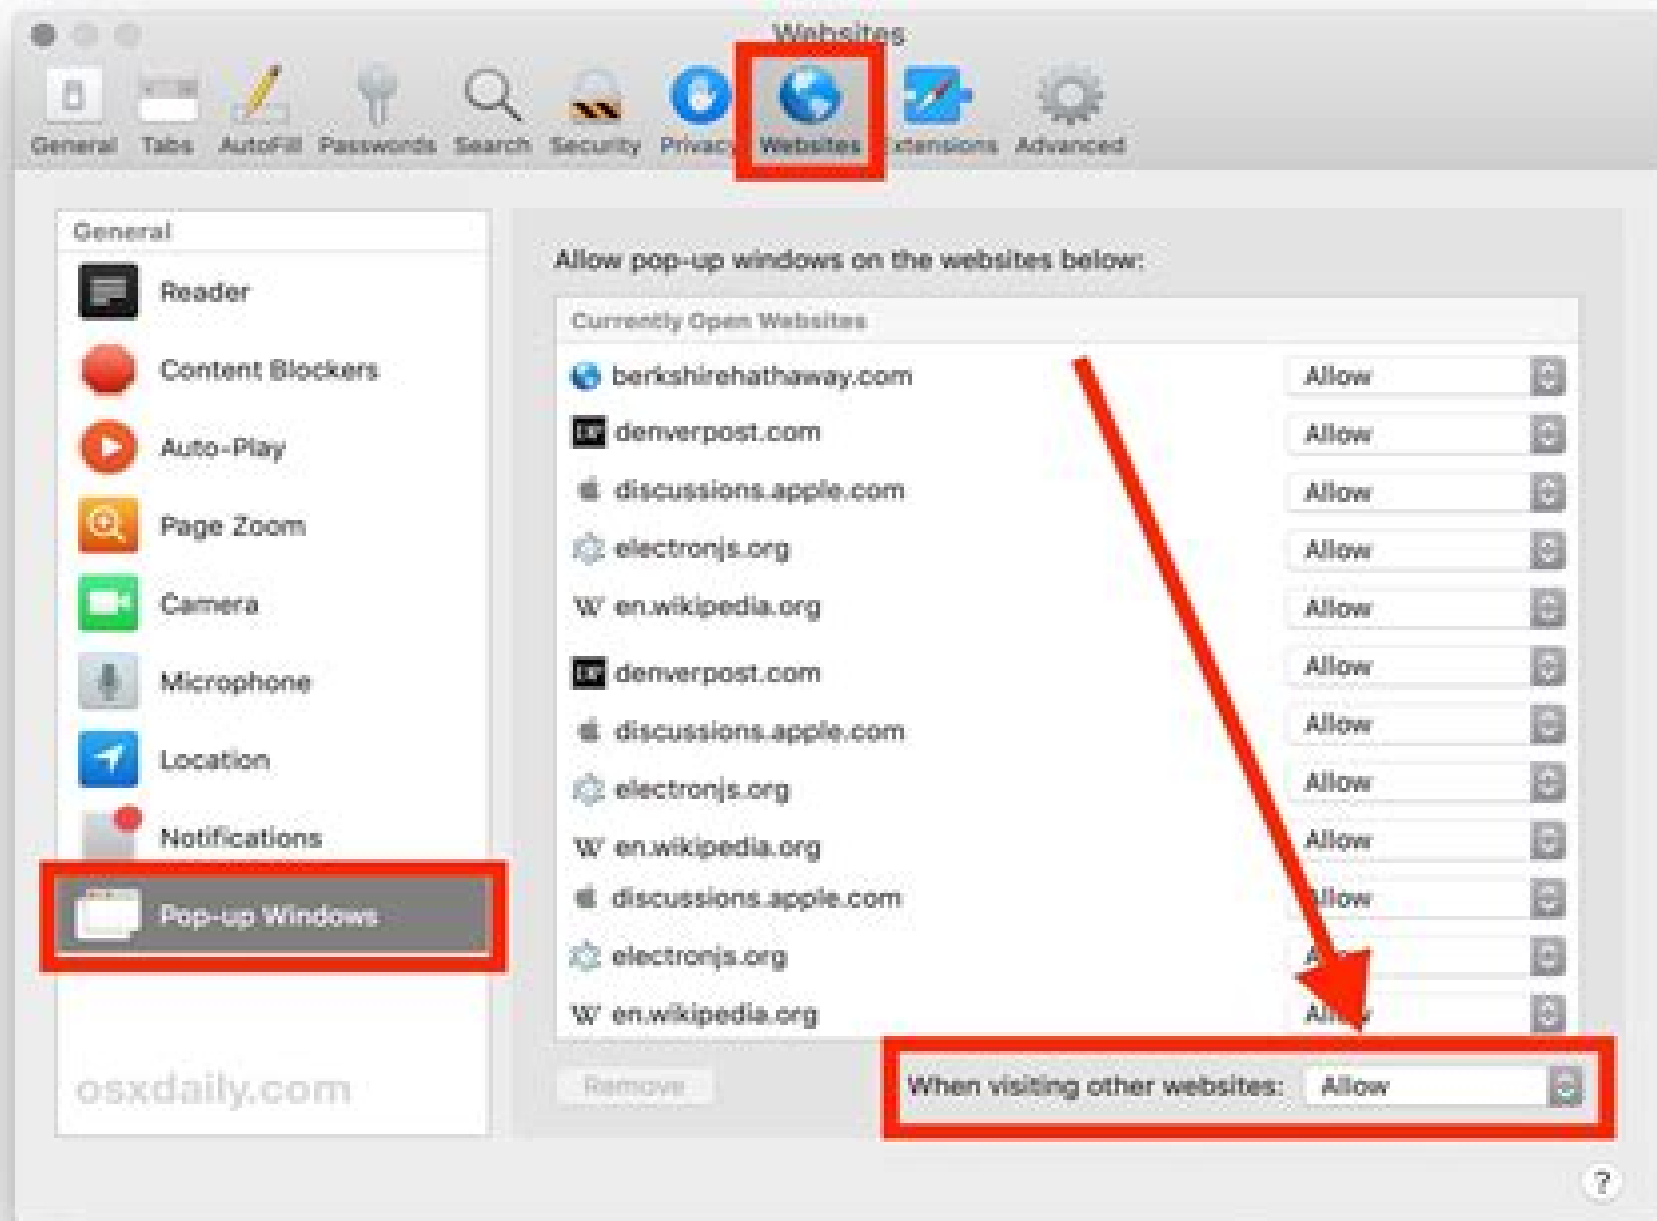 Websites
General Tabs AutoFill Passwords Search Security Privacy Websites Extensions Advanced
General
Reader
Content Blockers
Auto-Play
Page Zoom
Camera
Microphone
Location
Notifications
Pop-up Windows
osxdaily.com
Allow pop-up windows on the websites below:
Currently Open Websites
berkshirehathaway.com Allow
DP denverpost.com Allow
discussions.apple.com Allow
electronjs.org Allow
W en.wikipedia.org Allow
DP denverpost.com Allow
discussions.apple.com Allow
electronjs.org Allow
W en.wikipedia.org Allow
discussions.apple.com Allow
electronjs.org
W en.wikipedia.org Allow
Remove When visiting other websites: Allow
?